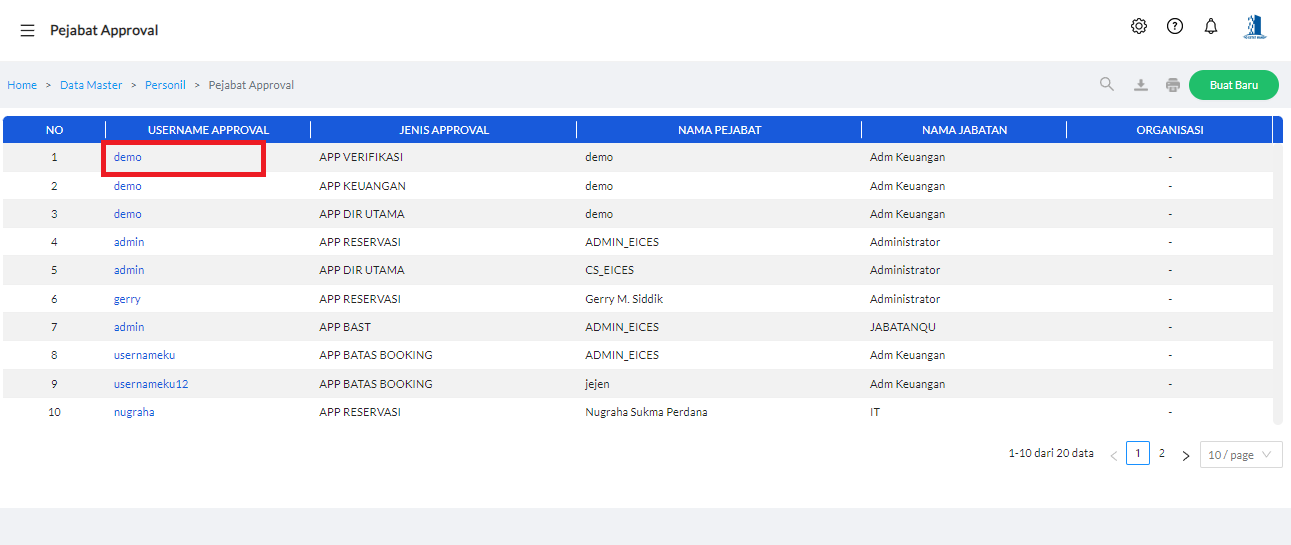 Pejabat Approval
Home > Data Master > Personil > Pejabat Approval
Buat Baru
NO USERNAME APPROVAL JENIS APPROVAL NAMA PEJABAT NAMA JABATAN ORGANISASI
1 demo APP VERIFIKASI demo Adm Keuangan -
2 demo APP KEUANGAN demo Adm Keuangan -
3 demo APP DIR UTAMA demo Adm Keuangan -
4 admin APP RESERVASI ADMIN_EICES Administrator -
5 admin APP DIR UTAMA CS_EICES Administrator -
6 gerry APP RESERVASI Gerry M. Siddik Administrator -
7 admin APP BAST ADMIN_EICES JABATANQU -
8 usernameku APP BATAS BOOKING ADMIN_EICES Adm Keuangan -
9 usernameku12 APP BATAS BOOKING jejen Adm Keuangan -
10 nugraha APP RESERVASI Nugraha Sukma Perdana IT -
1-10 dari 20 data < 1 2 > 10 / page